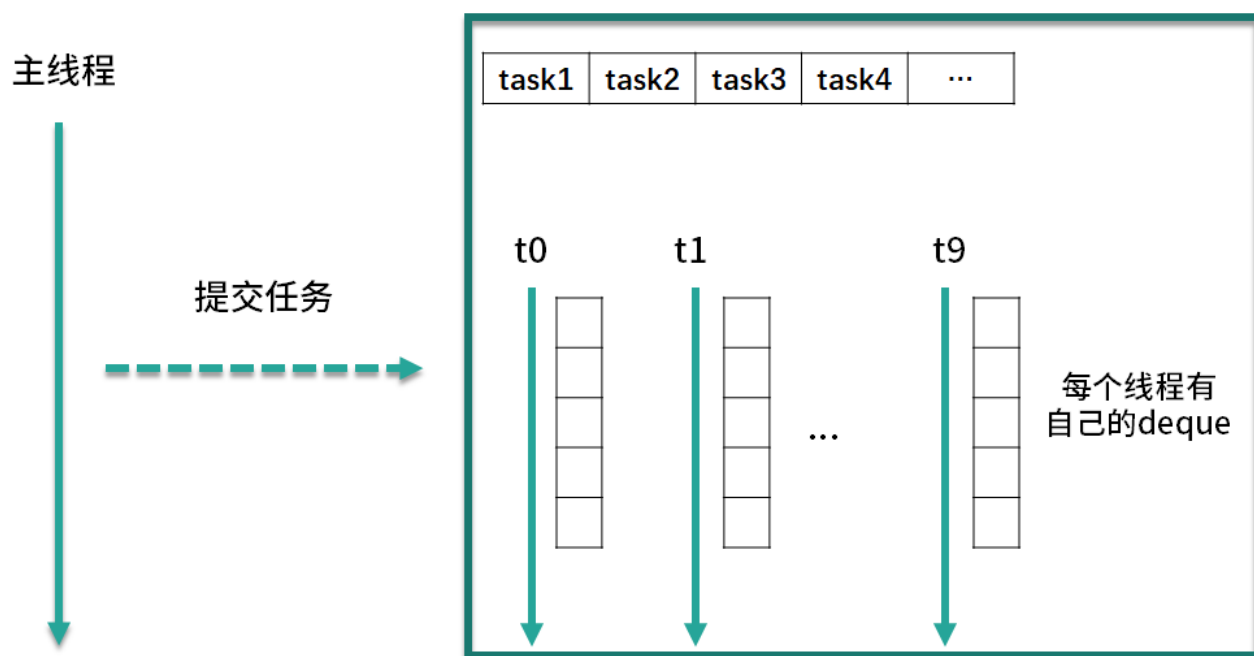 主线程
task1 task2 task3 task4 ...
t0 t1 t9
提交任务
每个线程有
自己的deque
...